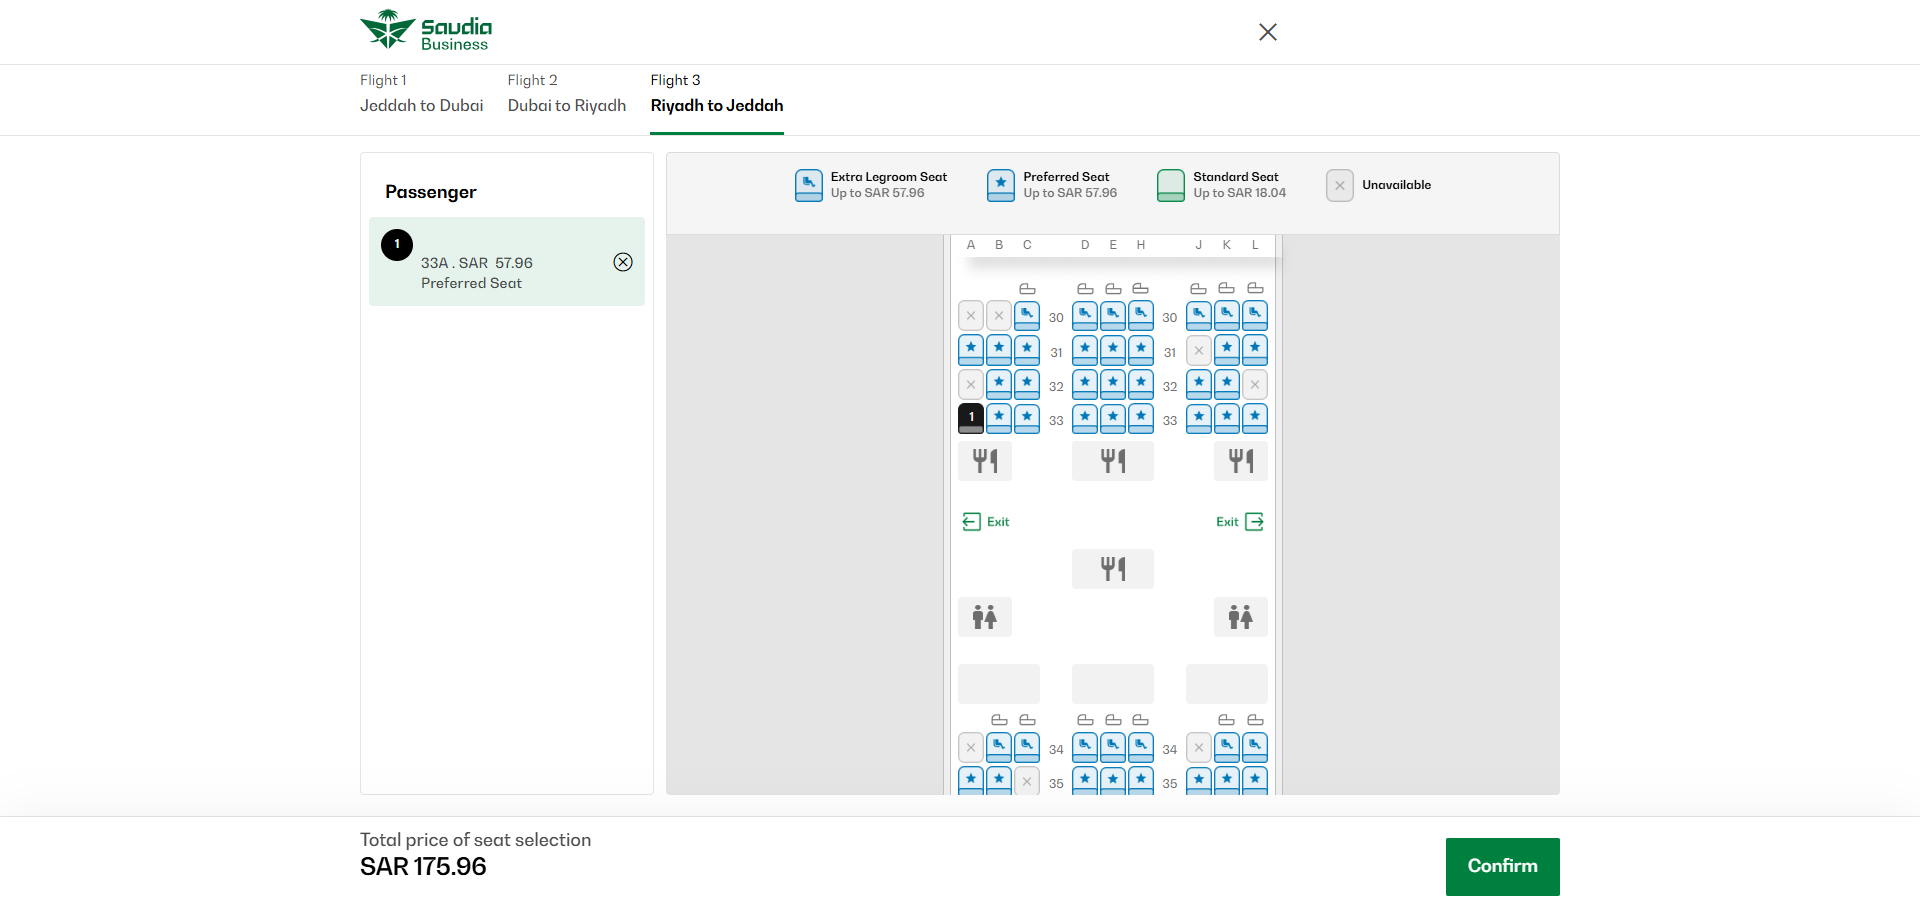 Saudia
Business
Flight 1
Jeddah to Dubai
Flight 2
Dubai to Riyadh
Flight 3
Riyadh to Jeddah
Passenger
1
33A . SAR 57.96
Preferred Seat
Extra Legroom Seat
Up to SAR 57.96
Preferred Seat
Up to SAR 57.96
Standard Seat
Up to SAR 18.04
Unavailable
A B C D E H J K L
30 30
31 31
32 32
1 33 33
Exit Exit
34 34
35 35
Total price of seat selection
SAR 175.96
Confirm